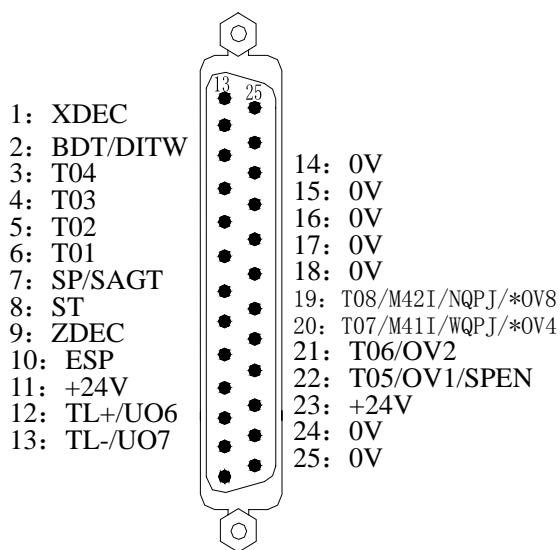 13
25
1：XDEC
2：BDT/DITW
3：T04
4：T03
5：T02
6：T01
7：SP/SAGT
8：ST
9：ZDEC
10：ESP
11：+24V
12：TL+/UO6
13：TL-/UO7
14：0V
15：0V
16：0V
17：0V
18：0V
19：T08/M42I/NQPJ/*OV8
20：T07/M41I/WQPJ/*OV4
21：T06/OV2
22：T05/OV1/SPEN
23：+24V
24：0V
25：0V